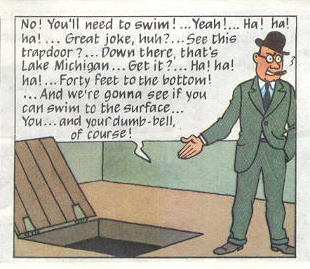 No! You'll need to swim!...Yeah!... Ha! ha!
ha!... Great joke, huh?... See this
trapdoor?... Down there, that's
Lake Michigan... Get it?... Ha! ha!
ha!... Forty feet to the bottom!
...And we're gonna see if you
can swim to the surface...
You... and your dumb-bell,
of course!